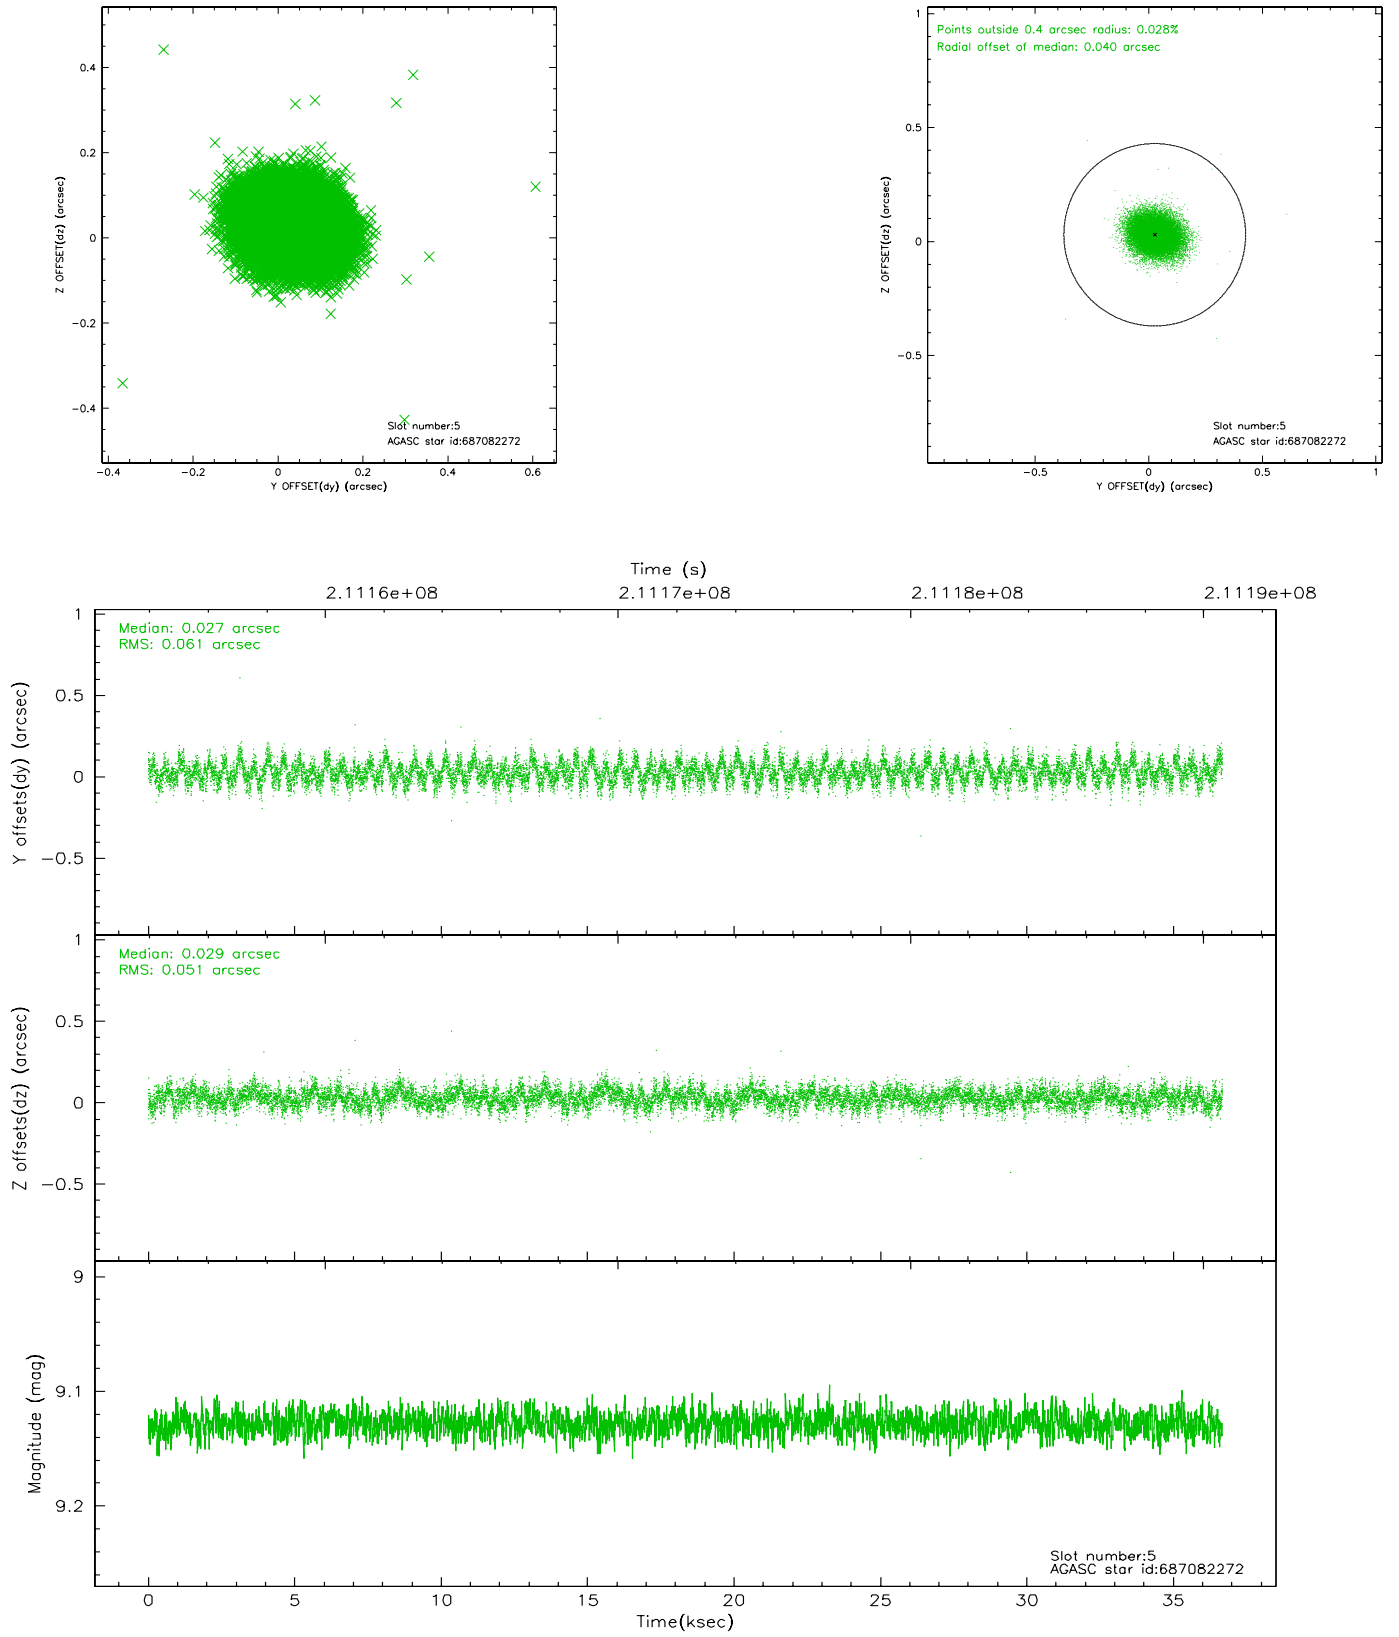 0.4
0.2
0
−0.2
−0.4
Z OFFSET(dz) (arcsec)
Slot number:5
AGASC star id:687082272
−0.4 −0.2 0 0.2 0.4 0.6
Y OFFSET(dy) (arcsec)
Points outside 0.4 arcsec radius: 0.028%
Radial offset of median: 0.040 arcsec
1
0.5
0
−0.5
Z OFFSET(dz) (arcsec)
Slot number:5
AGASC star id:687082272
−0.5 0 0.5 1
Y OFFSET(dy) (arcsec)
Time (s)
2.1116e+08 2.1117e+08 2.1118e+08 2.1119e+08
Median: 0.027 arcsec
RMS: 0.061 arcsec
1
0.5
0
−0.5
Y offsets(dy) (arcsec)
Median: 0.029 arcsec
RMS: 0.051 arcsec
1
0.5
0
−0.5
Z offsets(dz) (arcsec)
9
9.1
9.2
Magnitude (mag)
Slot number:5
AGASC star id:687082272
0 5 10 15 20 25 30 35
Time(ksec)